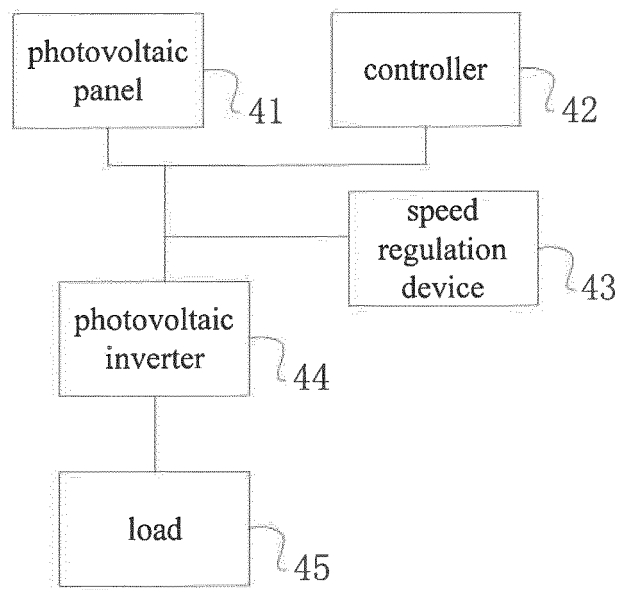 photovoltaic
panel
41
controller
42
speed
regulation
device
43
photovoltaic
inverter
44
load
45